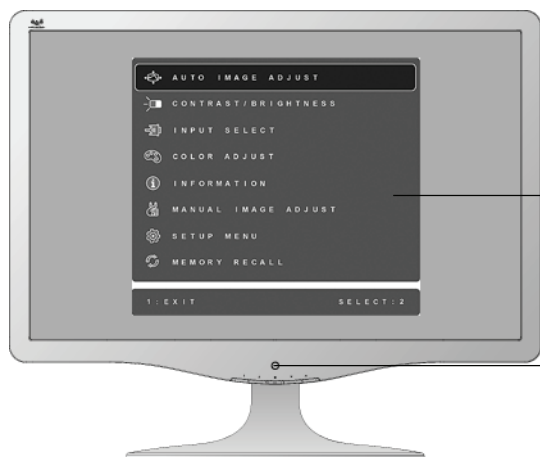 AUTO IMAGE ADJUST
CONTRAST/BRIGHTNESS
INPUT SELECT
COLOR ADJUST
INFORMATION
MANUAL IMAGE ADJUST
SETUP MENU
MEMORY RECALL
1:EXIT SELECT:2